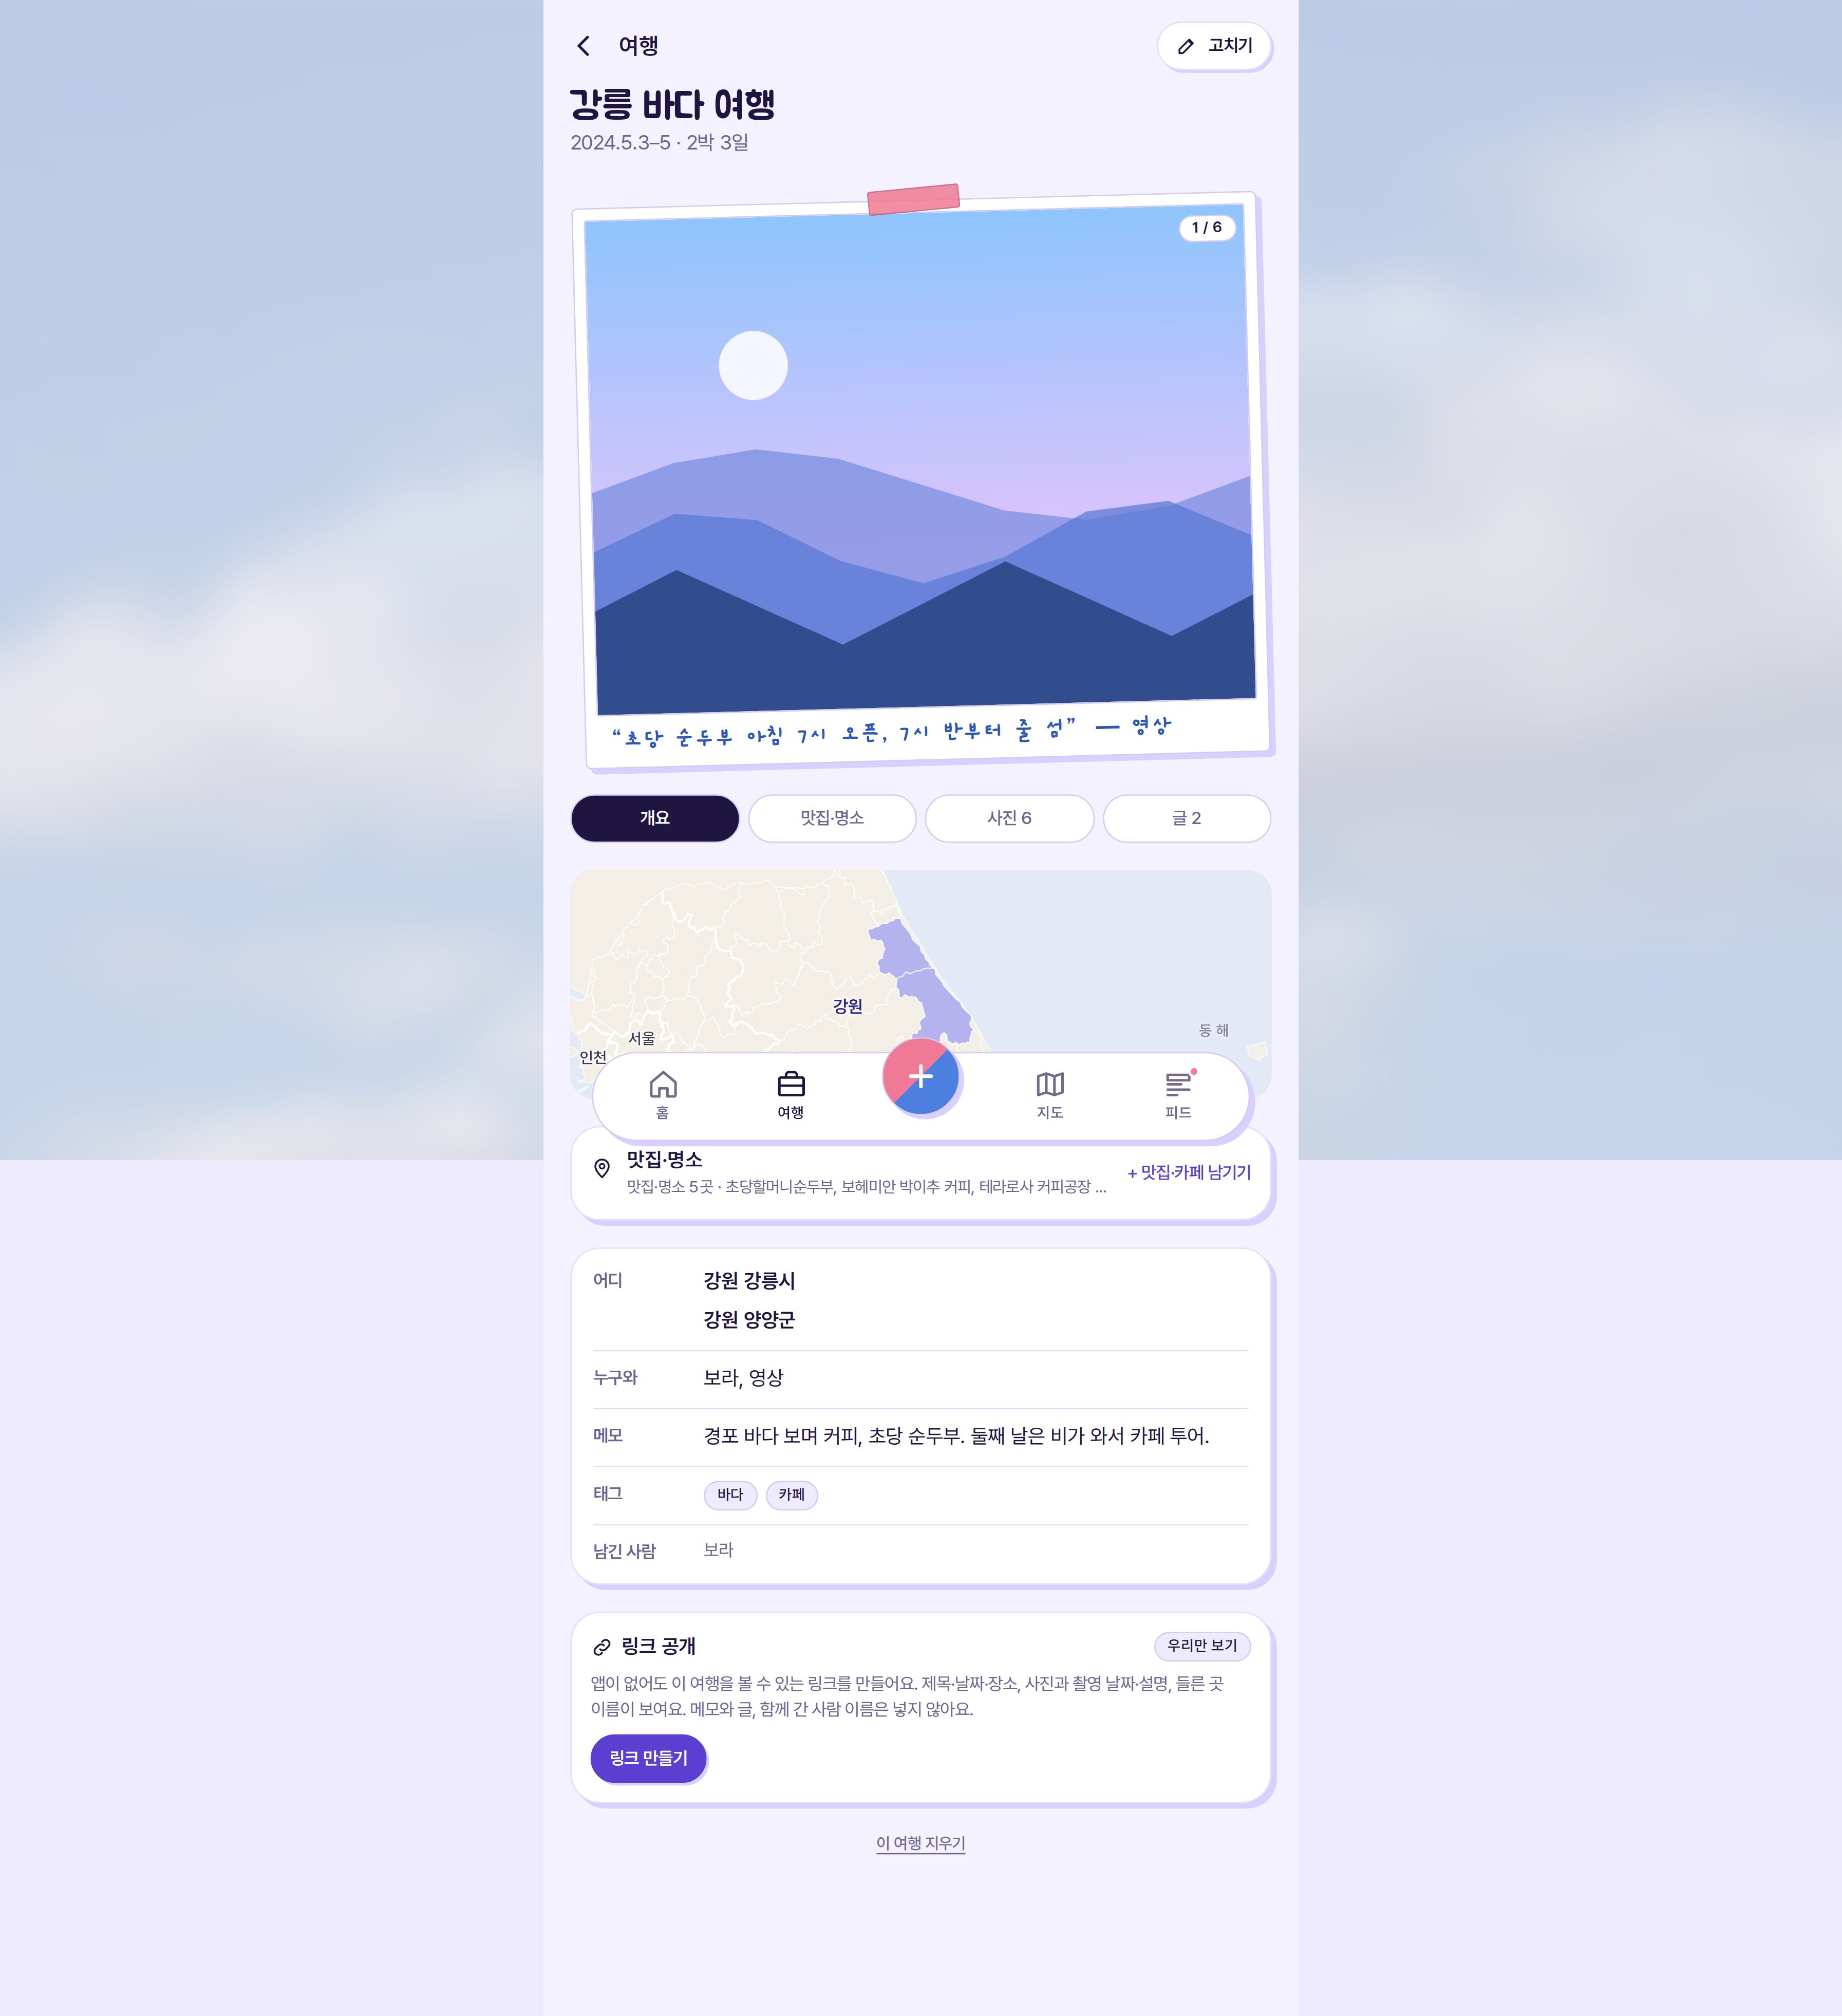 여행
고치기
강릉 바다 여행
2024.5.3–5 · 2박 3일
1 / 6
“초당 순두부 아침 7시 오픈, 7시 반부터 줄 섬” — 영상
개요
맛집·명소
사진 6
글 2
강원
동 해
서울
인천
홈
여행
지도
피드
맛집·명소
+ 맛집·카페 남기기
맛집·명소 5곳 · 초당할머니순두부, 보헤미안 박이추 커피, 테라로사 커피공장 ...
어디
강원 강릉시
강원 양양군
누구와
보라, 영상
메모
경포 바다 보며 커피, 초당 순두부. 둘째 날은 비가 와서 카페 투어.
태그
바다
카페
남긴 사람
보라
링크 공개
우리만 보기
앱이 없어도 이 여행을 볼 수 있는 링크를 만들어요. 제목·날짜·장소, 사진과 촬영 날짜·설명, 들른 곳
이름이 보여요. 메모와 글, 함께 간 사람 이름은 넣지 않아요.
링크 만들기
이 여행 지우기